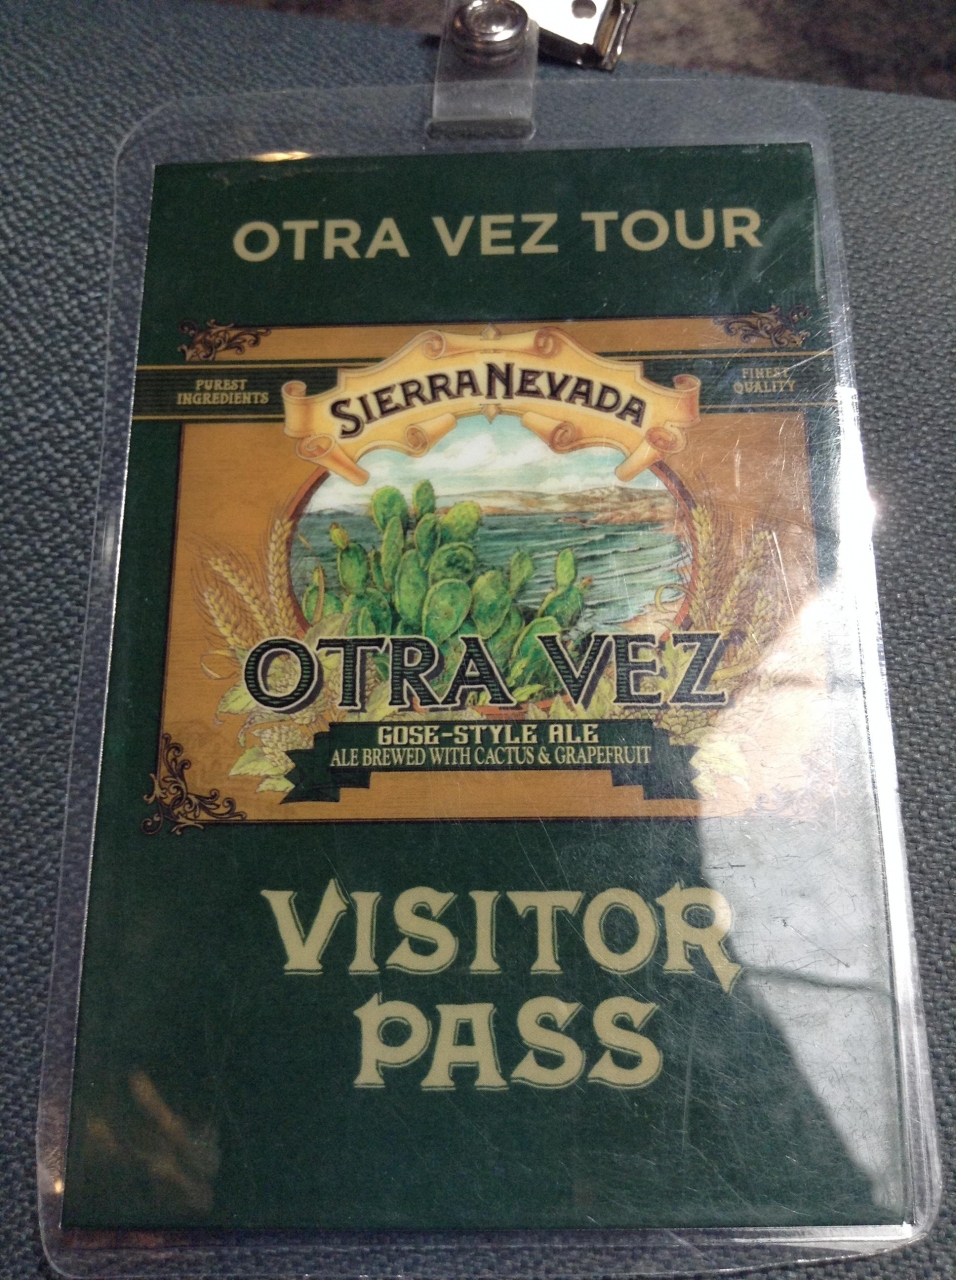 OTRA VEZ TOUR
PUREST
INGREDIENTS
SIERRA NEVADA
FINEST
QUALITY
OTRA VEZ
GOSE-STYLE ALE
ALE BREWED WITH CACTUS & GRAPEFRUIT
VISITOR
PASS